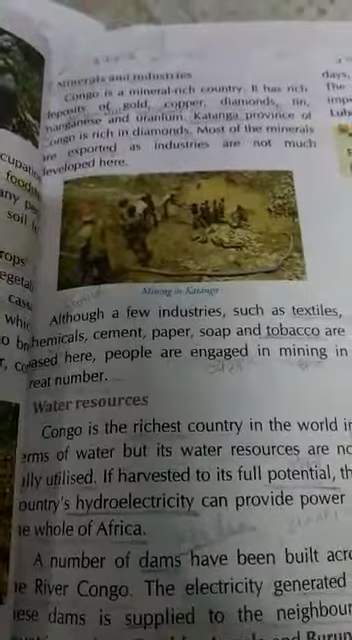 Minerals and Industries
Congo is a mineral-rich country. It has rich
deposits of gold, copper, diamonds, tin,
manganese and uranium. Katanga province of
Congo is rich in diamonds. Most of the minerals
are exported as industries are not much
developed here.
Mining in Katanga
Although a few industries, such as textiles,
chemicals, cement, paper, soap and tobacco are
based here, people are engaged in mining in
great number.
Water resources
Congo is the richest country in the world in
terms of water but its water resources are
utilised. If harvested to its full potential,
country's hydroelectricity can provide power
the whole of Africa.
A number of dams have been built
River Congo. The electricity generated
these dams is supplied to the
days,
The